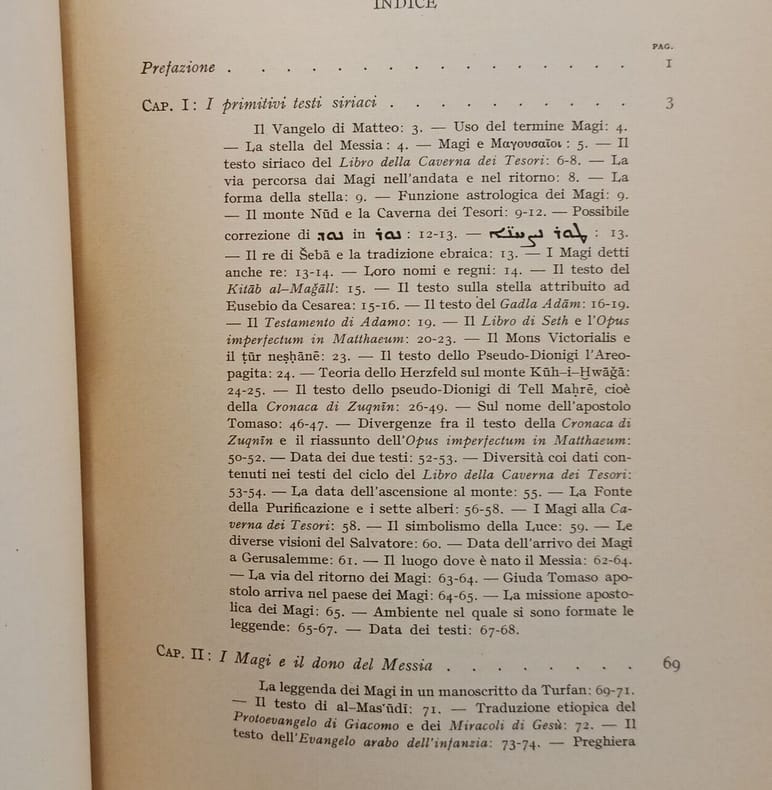 INDICE
PAG.
Prefazione . . . . . . . . . . . . . . . . 1
CAP. I: I primitivi testi siriaci . . . . . . . . . . 3
Il Vangelo di Matteo: 3. — Uso del termine Magi: 4.
— La stella del Messia: 4. — Magi e Μαγουσαῖοι: 5. — Il
testo siriaco del Libro della Caverna dei Tesori: 6-8. — La
via percorsa dai Magi nell'andata e nel ritorno: 8. — La
forma della stella: 9. — Funzione astrologica dei Magi: 9.
— Il monte Nūd e la Caverna dei Tesori: 9-12. — Possibile
correzione di ܢܘܕ in ܢܘܪ : 12-13. — : 13.
— Il re di Šebā e la tradizione ebraica: 13. — I Magi detti
anche re: 13-14. — Loro nomi e regni: 14. — Il testo del
Kitāb al–Maǧāll: 15. — Il testo sulla stella attribuito ad
Eusebio da Cesarea: 15-16. — Il testo del Gadla Adām: 16-19.
— Il Testamento di Adamo: 19. — Il Libro di Seth e l'Opus
imperfectum in Matthaeum: 20-23. — Il Mons Victorialis e
il ṭūr neṣḥānē: 23. — Il testo dello Pseudo-Dionigi l'Areo-
pagita: 24. — Teoria dello Herzfeld sul monte Kūh–i–Ḫwāǧā:
24-25. — Il testo dello pseudo-Dionigi di Tell Maḥrē, cioè
della Cronaca di Zuqnīn: 26-49. — Sul nome dell'apostolo
Tomaso: 46-47. — Divergenze fra il testo della Cronaca di
Zuqnīn e il riassunto dell'Opus imperfectum in Matthaeum:
50-52. — Data dei due testi: 52-53. — Diversità coi dati con-
tenuti nei testi del ciclo del Libro della Caverna dei Tesori:
53-54. — La data dell'ascensione al monte: 55. — La Fonte
della Purificazione e i sette alberi: 56-58. — I Magi alla Ca-
verna dei Tesori: 58. — Il simbolismo della Luce: 59. — Le
diverse visioni del Salvatore: 60. — Data dell'arrivo dei Magi
a Gerusalemme: 61. — Il luogo dove è nato il Messia: 62-64.
— La via del ritorno dei Magi: 63-64. — Giuda Tomaso apo-
stolo arriva nel paese dei Magi: 64-65. — La missione aposto-
lica dei Magi: 65. — Ambiente nel quale si sono formate le
leggende: 65-67. — Data dei testi: 67-68.
CAP. II: I Magi e il dono del Messia . . . . . . . . 69
La leggenda dei Magi in un manoscritto da Turfan: 69-71.
— Il testo di al–Mas'ūdī: 71. — Traduzione etiopica del
Protoevangelo di Giacomo e dei Miracoli di Gesù: 72. — Il
testo dell'Evangelo arabo dell'infanzia: 73-74. — Preghiera